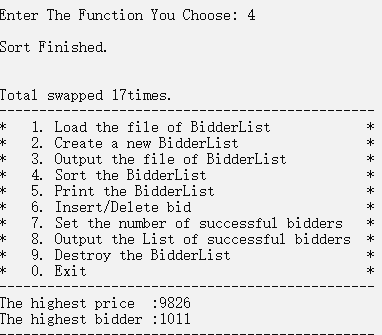 Enter The Function You Choose: 4
Sort Finished.
Total swapped 17times.
--------------------------------------------------
*   1. Load the file of BidderList                *
*   2. Create a new BidderList                    *
*   3. Output the file of BidderList              *
*   4. Sort the BidderList                        *
*   5. Print the BidderList                       *
*   6. Insert/Delete bid                          *
*   7. Set the number of successful bidders       *
*   8. Output the List of successful bidders      *
*   9. Destroy the BidderList                     *
*   0. Exit                                       *
--------------------------------------------------
The highest price  :9826
The highest bidder :1011
--------------------------------------------------